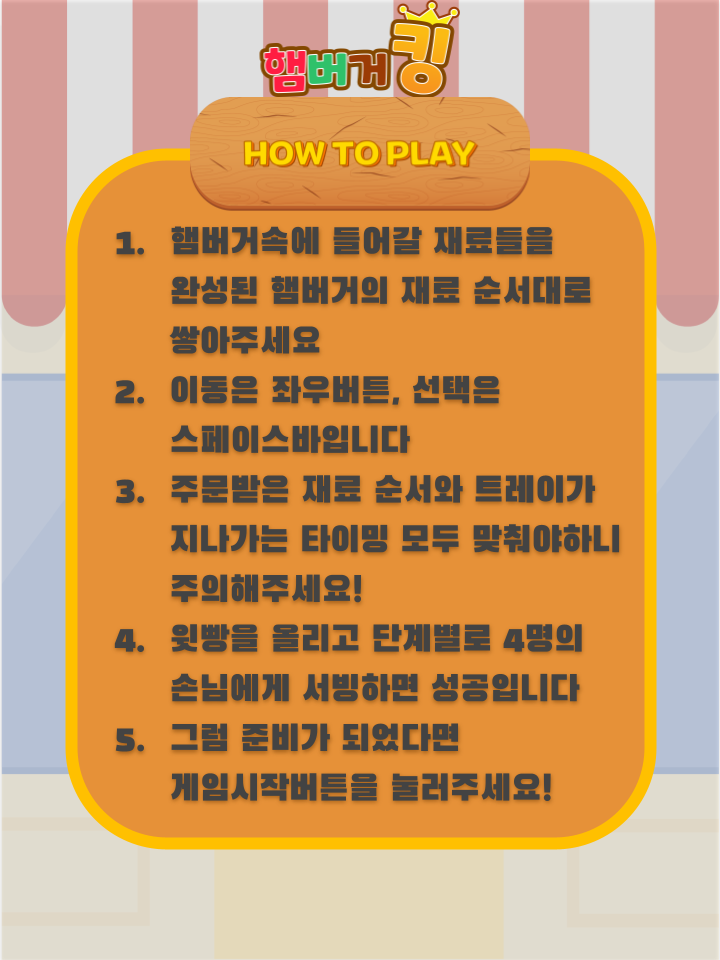 햄버거킹
HOW TO PLAY
1. 햄버거속에 들어갈 재료들을
완성된 햄버거의 재료 순서대로
쌓아주세요
2. 이동은 좌우버튼, 선택은
스페이스바입니다
3. 주문받은 재료 순서와 트레이가
지나가는 타이밍 모두 맞춰야하니
주의해주세요!
4. 윗빵을 올리고 단계별로 4명의
손님에게 서빙하면 성공입니다
5. 그럼 준비가 되었다면
게임시작버튼을 눌러주세요!